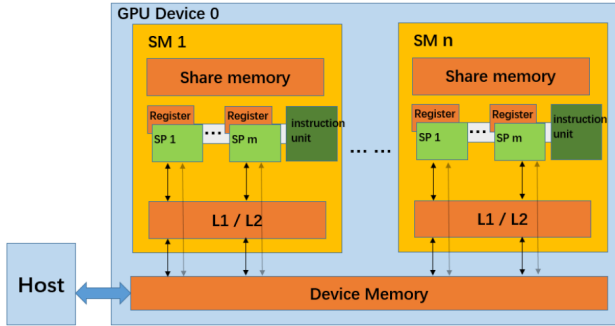 GPU Device 0
SM 1
Share memory
Register
Register
SP 1
...
SP m
instruction
unit
L1 / L2
... ...
SM n
Share memory
Register
Register
SP 1
...
SP m
instruction
unit
L1 / L2
Host
Device Memory